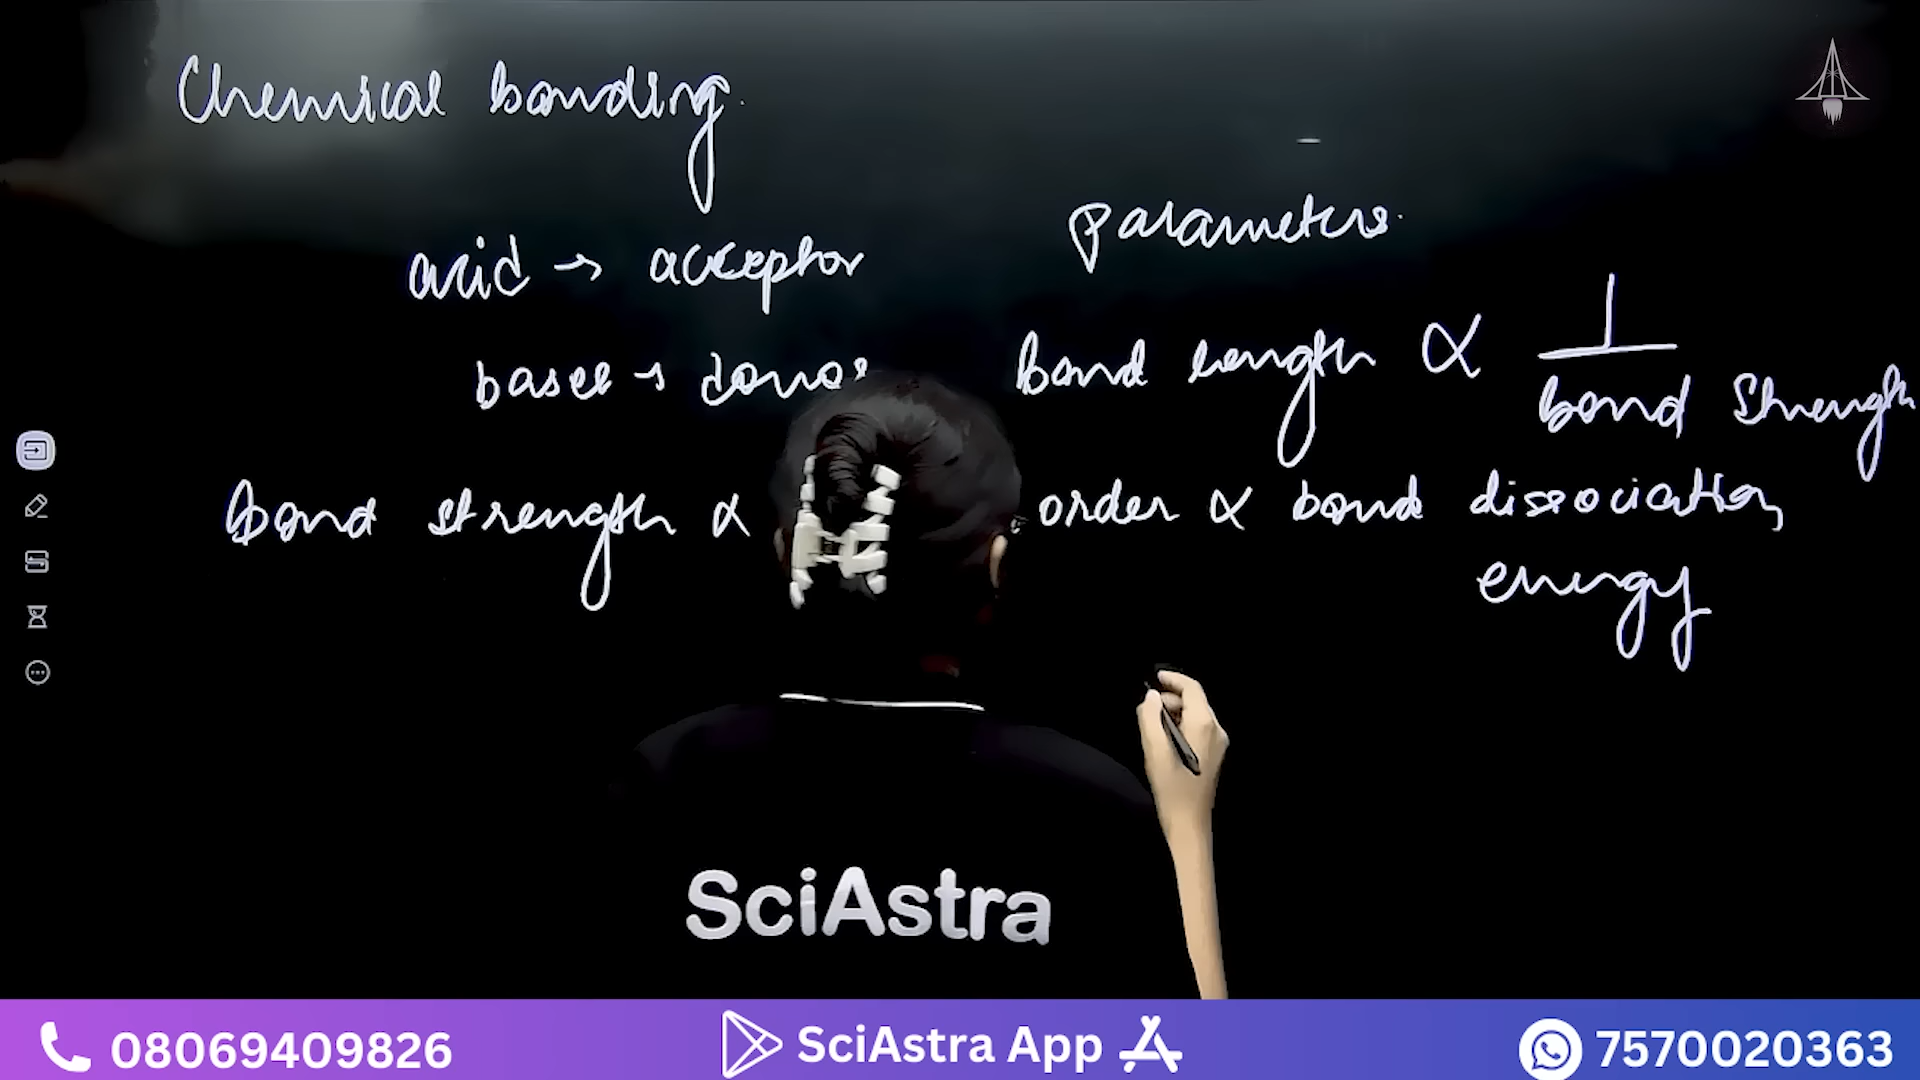 Chemical bonding
acid → acceptor
bases → donor
parameters
bond length ∝ 1 / bond strength
bond strength ∝ order ∝ bond dissociation
energy
SciAstra
08069409826 SciAstra App 7570020363